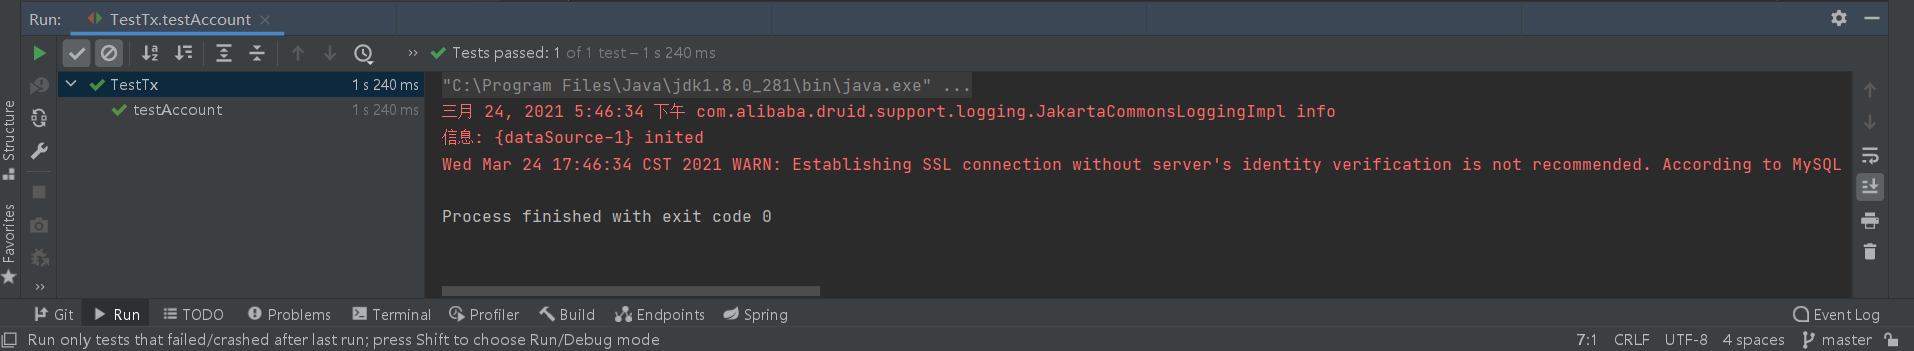 Run: TestTx.testAccount
Tests passed: 1 of 1 test – 1 s 240 ms
TestTx 1 s 240 ms
testAccount 1 s 240 ms
"C:\Program Files\Java\jdk1.8.0_281\bin\java.exe" ...
三月 24, 2021 5:46:34 下午 com.alibaba.druid.support.logging.JakartaCommonsLoggingImpl info
信息: {dataSource-1} inited
Wed Mar 24 17:46:34 CST 2021 WARN: Establishing SSL connection without server's identity verification is not recommended. According to MySQL
Process finished with exit code 0
Structure
Favorites
Git Run TODO Problems Terminal Profiler Build Endpoints Spring Event Log
Run only tests that failed/crashed after last run; press Shift to choose Run/Debug mode 7:1 CRLF UTF-8 4 spaces master